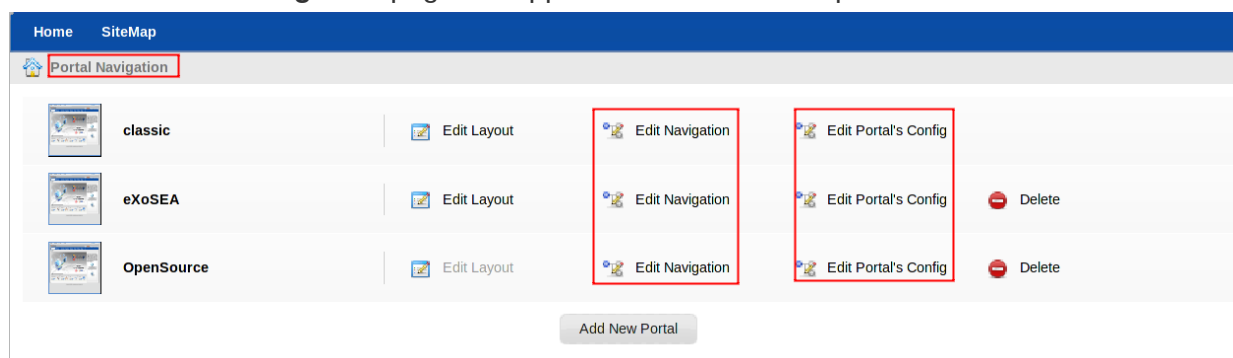 Home SiteMap
Portal Navigation
classic Edit Layout Edit Navigation Edit Portal's Config
eXoSEA Edit Layout Edit Navigation Edit Portal's Config Delete
OpenSource Edit Layout Edit Navigation Edit Portal's Config Delete
Add New Portal